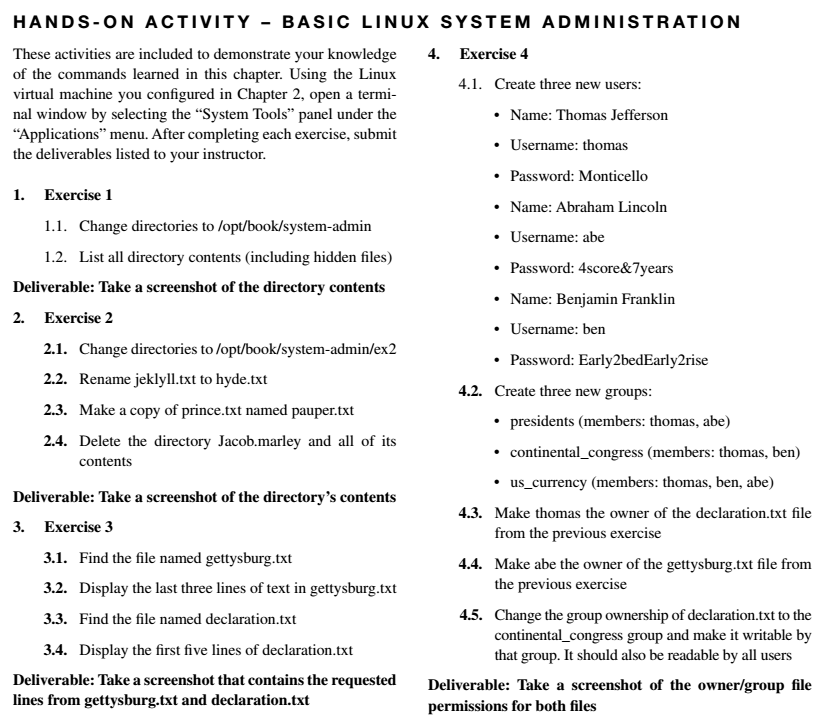 HANDS-ON ACTIVITY – BASIC LINUX SYSTEM ADMINISTRATION
These activities are included to demonstrate your knowledge
of the commands learned in this chapter. Using the Linux
virtual machine you configured in Chapter 2, open a termi-
nal window by selecting the “System Tools” panel under the
“Applications” menu. After completing each exercise, submit
the deliverables listed to your instructor.
1. Exercise 1
1.1. Change directories to /opt/book/system-admin
1.2. List all directory contents (including hidden files)
Deliverable: Take a screenshot of the directory contents
2. Exercise 2
2.1. Change directories to /opt/book/system-admin/ex2
2.2. Rename jeklyll.txt to hyde.txt
2.3. Make a copy of prince.txt named pauper.txt
2.4. Delete the directory Jacob.marley and all of its
contents
Deliverable: Take a screenshot of the directory’s contents
3. Exercise 3
3.1. Find the file named gettysburg.txt
3.2. Display the last three lines of text in gettysburg.txt
3.3. Find the file named declaration.txt
3.4. Display the first five lines of declaration.txt
Deliverable: Take a screenshot that contains the requested
lines from gettysburg.txt and declaration.txt
4. Exercise 4
4.1. Create three new users:
• Name: Thomas Jefferson
• Username: thomas
• Password: Monticello
• Name: Abraham Lincoln
• Username: abe
• Password: 4score&7years
• Name: Benjamin Franklin
• Username: ben
• Password: Early2bedEarly2rise
4.2. Create three new groups:
• presidents (members: thomas, abe)
• continental_congress (members: thomas, ben)
• us_currency (members: thomas, ben, abe)
4.3. Make thomas the owner of the declaration.txt file
from the previous exercise
4.4. Make abe the owner of the gettysburg.txt file from
the previous exercise
4.5. Change the group ownership of declaration.txt to the
continental_congress group and make it writable by
that group. It should also be readable by all users
Deliverable: Take a screenshot of the owner/group file
permissions for both files